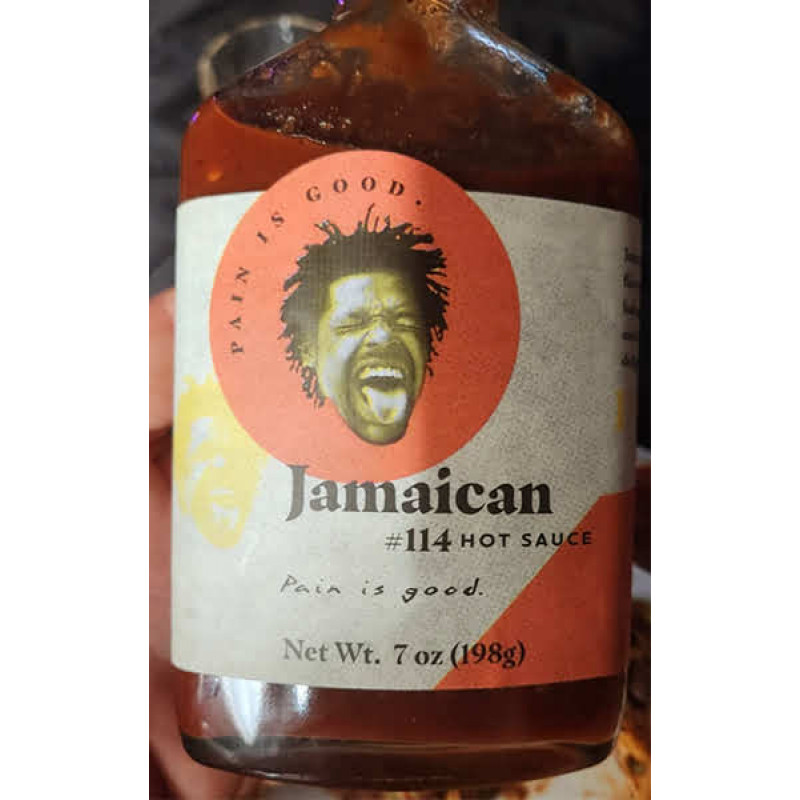 PAIN IS GOOD.
Jamaican
#114 HOT SAUCE
Pain is good.
Net Wt. 7 oz (198g)